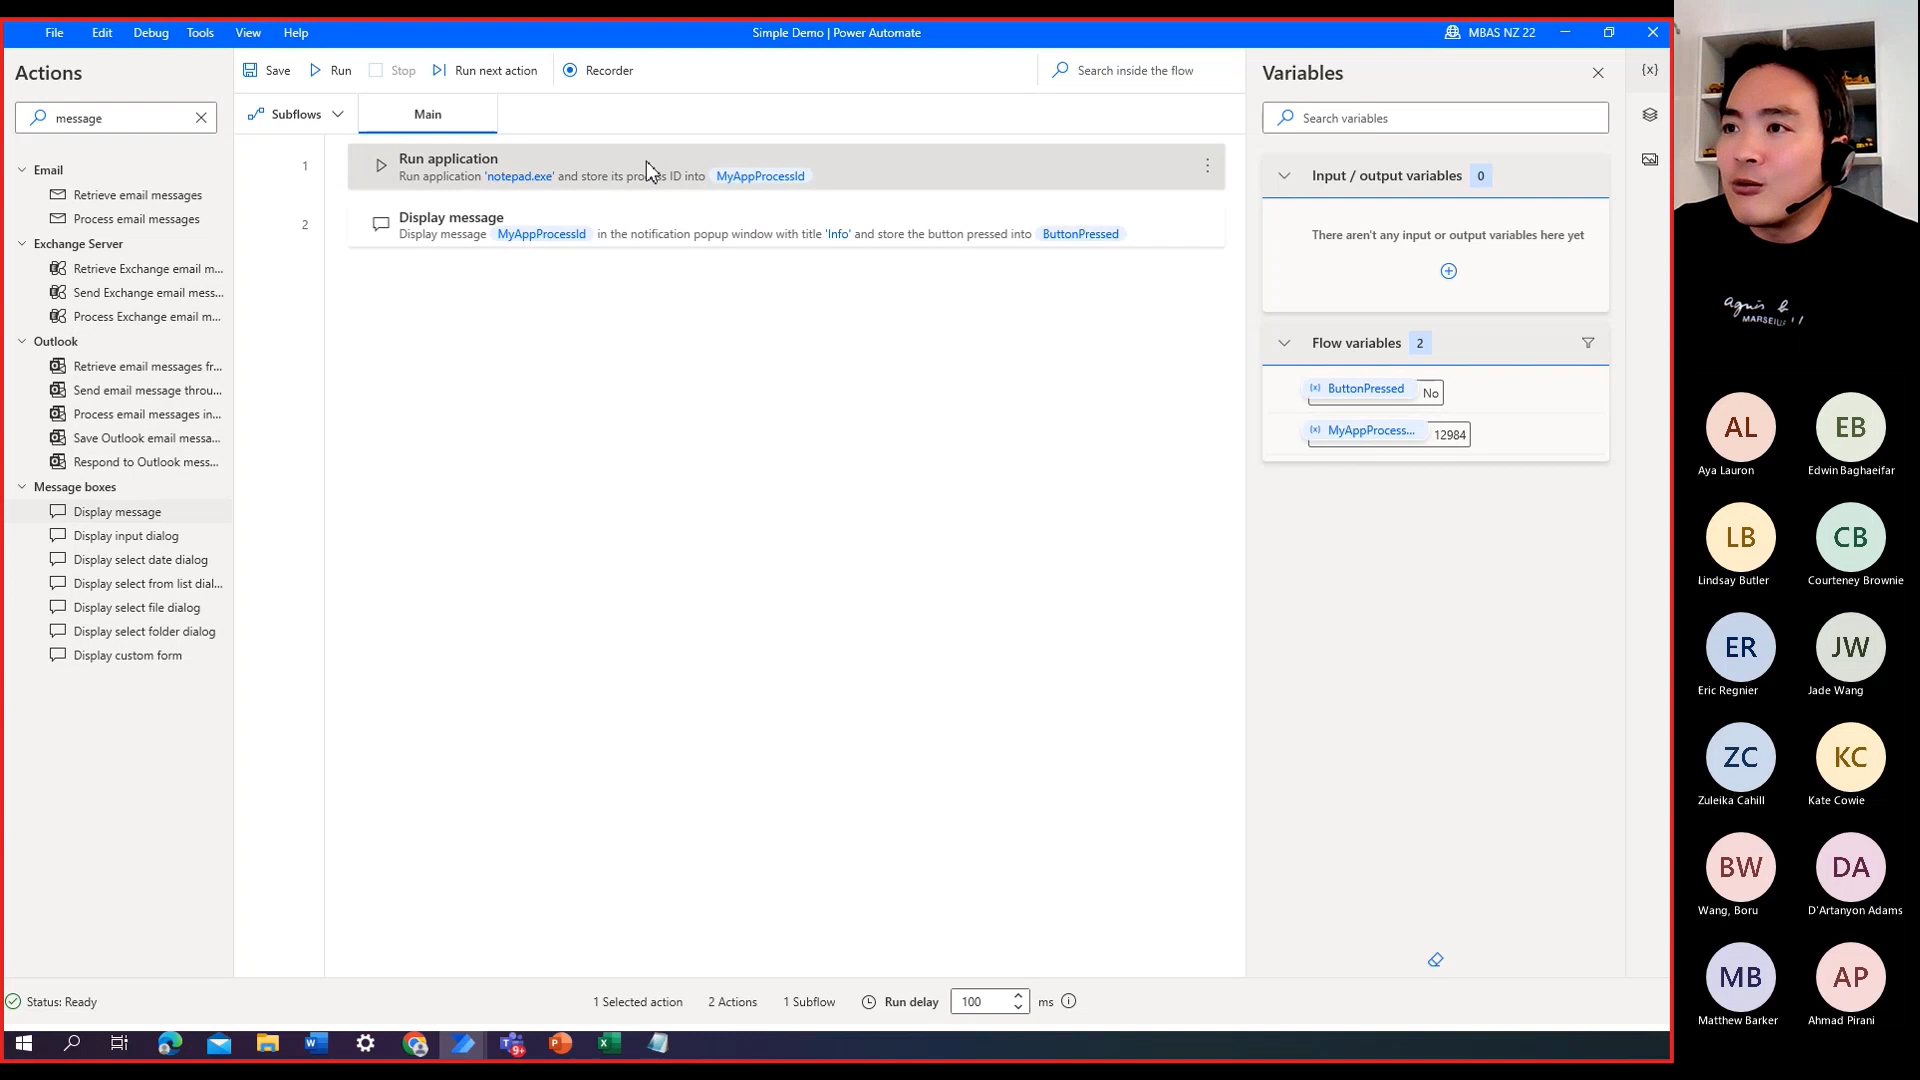 File Edit Debug Tools View Help
Simple Demo | Power Automate
MBAS NZ 22
Actions
message
Email
Retrieve email messages
Process email messages
Exchange Server
Retrieve Exchange email m...
Send Exchange email mess...
Process Exchange email m...
Outlook
Retrieve email messages fr...
Send email message throu...
Process email messages in...
Save Outlook email messa...
Respond to Outlook mess...
Message boxes
Display message
Display input dialog
Display select date dialog
Display select from list dial...
Display select file dialog
Display select folder dialog
Display custom form
Save Run Stop Run next action Recorder
Search inside the flow
Subflows Main
1
Run application
Run application 'notepad.exe' and store its process ID into MyAppProcessId
2
Display message
Display message MyAppProcessId in the notification popup window with title 'Info' and store the button pressed into ButtonPressed
Variables
{x}
Search variables
Input / output variables 0
There aren't any input or output variables here yet
Flow variables 2
{x} ButtonPressed No
{x} MyAppProcess... 12984
Status: Ready
1 Selected action 2 Actions 1 Subflow Run delay 100 ms
9+
agnès b
MARSEILLE
AL
Aya Lauron
EB
Edwin Baghaeifar
LB
Lindsay Butler
CB
Courteney Brownie
ER
Eric Regnier
JW
Jade Wang
ZC
Zuleika Cahill
KC
Kate Cowie
BW
Wang, Boru
DA
D'Artanyon Adams
MB
Matthew Barker
AP
Ahmad Pirani